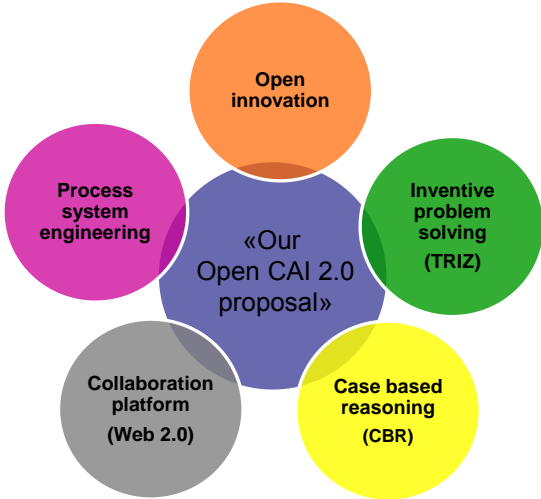 Open
innovation
Process
system
engineering
Inventive
problem
solving
(TRIZ)
«Our
Open CAI 2.0
proposal»
Collaboration
platform
(Web 2.0)
Case based
reasoning
(CBR)